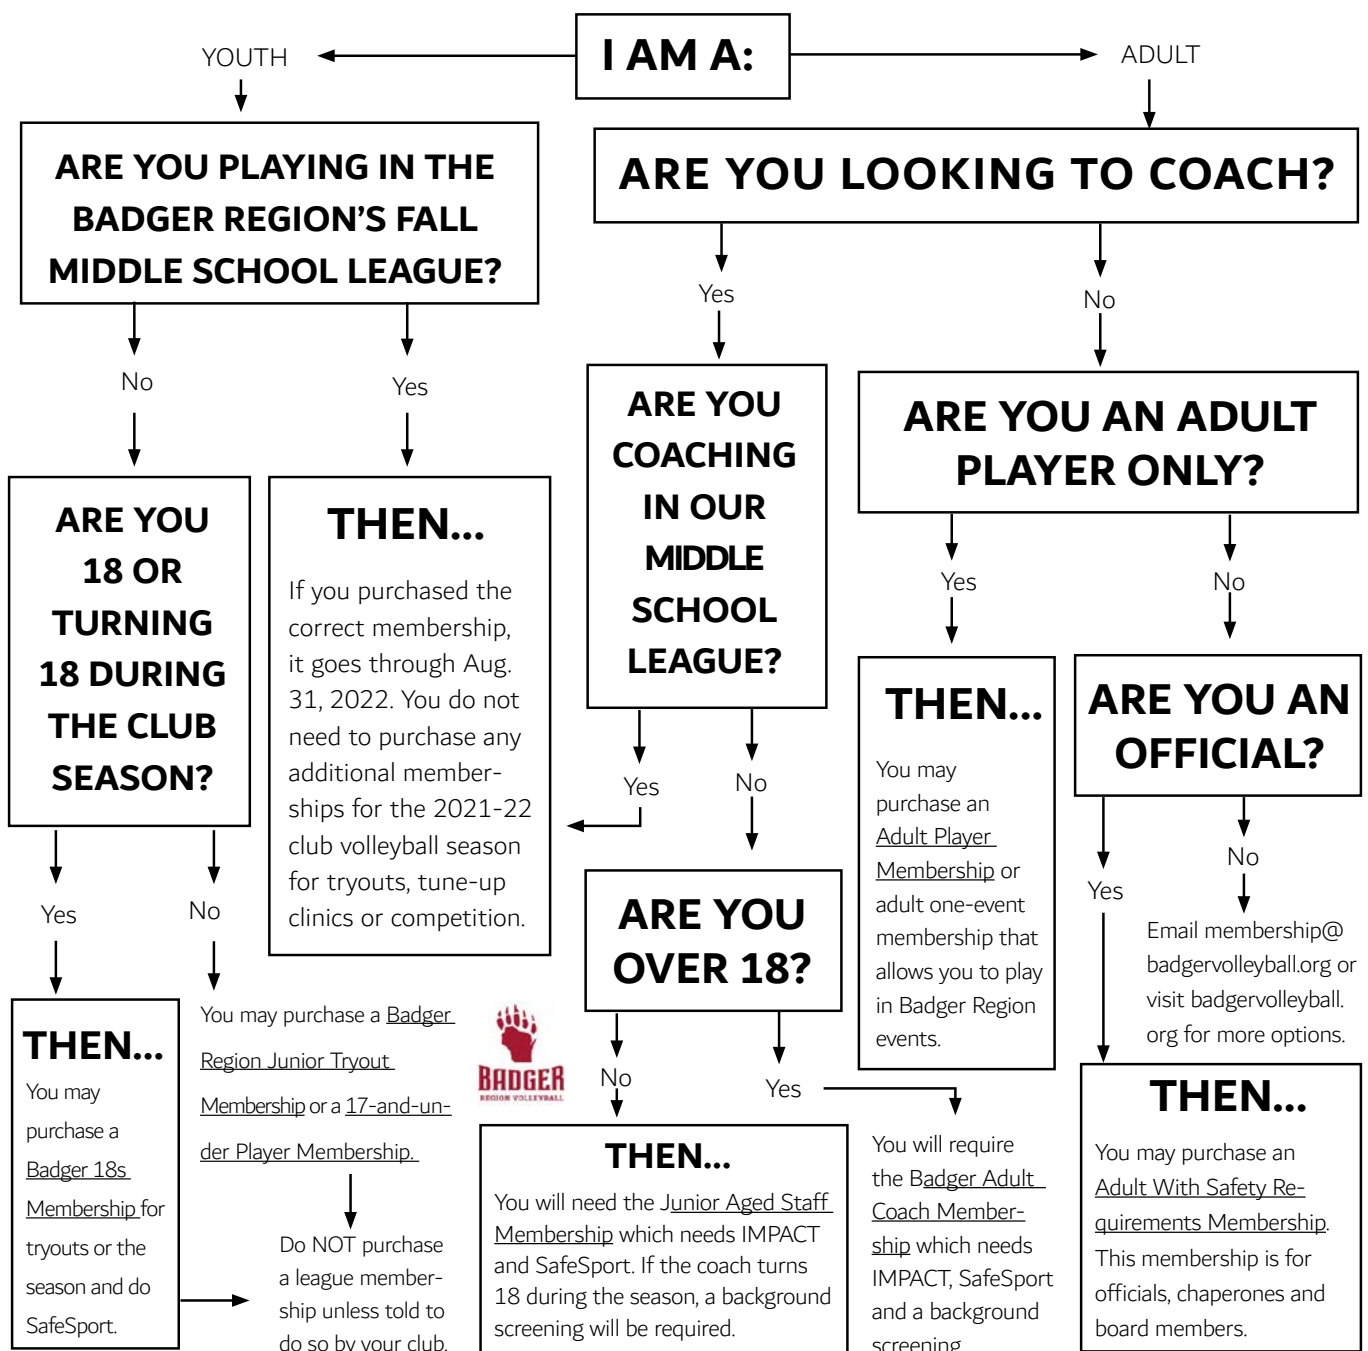 I AM A:
YOUTH
ADULT
ARE YOU PLAYING IN THE
BADGER REGION'S FALL
MIDDLE SCHOOL LEAGUE?
ARE YOU LOOKING TO COACH?
No
Yes
Yes
No
ARE YOU
18 OR
TURNING
18 DURING
THE CLUB
SEASON?
THEN...
If you purchased the
correct membership,
it goes through Aug.
31, 2022. You do not
need to purchase any
additional member-
ships for the 2021-22
club volleyball season
for tryouts, tune-up
clinics or competition.
ARE YOU
COACHING
IN OUR
MIDDLE
SCHOOL
LEAGUE?
ARE YOU AN ADULT
PLAYER ONLY?
Yes
No
Yes
No
Yes
No
THEN...
You may
purchase a
Badger 18s
Membership for
tryouts or the
season and do
SafeSport.
You may purchase a Badger
Region Junior Tryout
Membership or a 17-and-un-
der Player Membership.
Do NOT purchase
a league member-
ship unless told to
do so by your club.
BADGER
REGION VOLLEYBALL
ARE YOU
OVER 18?
No
Yes
THEN...
You will need the Junior Aged Staff
Membership which needs IMPACT
and SafeSport. If the coach turns
18 during the season, a background
screening will be required.
You will require
the Badger Adult
Coach Member-
ship which needs
IMPACT, SafeSport
and a background
screening
THEN...
You may
purchase an
Adult Player
Membership or
adult one-event
membership that
allows you to play
in Badger Region
events.
ARE YOU AN
OFFICIAL?
Yes
No
Email membership@
badgervolleyball.org or
visit badgervolleyball.
org for more options.
THEN...
You may purchase an
Adult With Safety Re-
quirements Membership.
This membership is for
officials, chaperones and
board members.